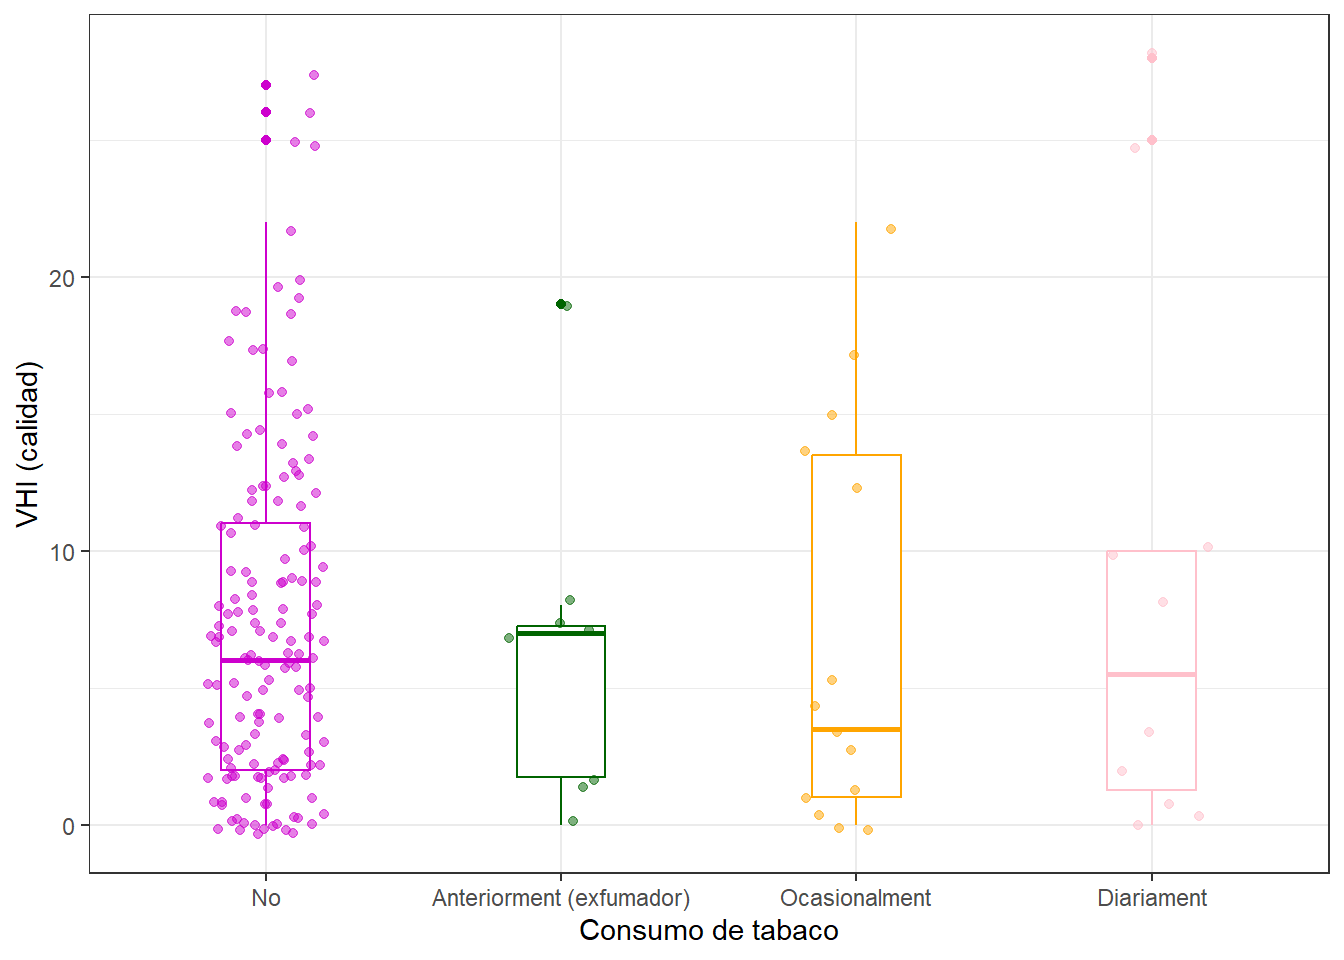 VHI (calidad)
20
10
0
No
Anteriorment (exfumador)
Ocasionalment
Diariament
Consumo de tabaco